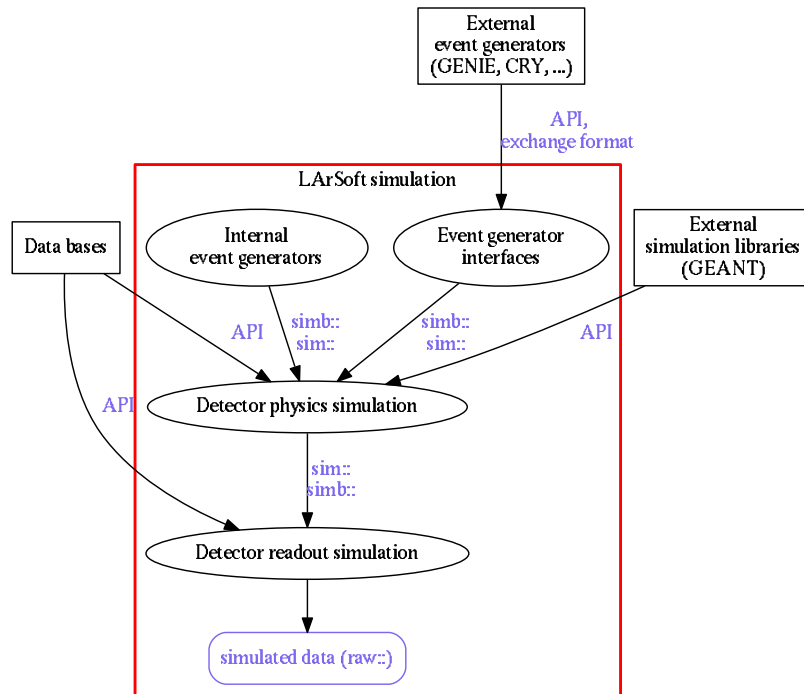 External
event generators
(GENIE, CRY, ...)
API,
exchange format
LArSoft simulation
Data bases
Internal
event generators
Event generator
interfaces
External
simulation libraries
(GEANT)
API
simb::
sim::
simb::
sim::
API
API
Detector physics simulation
sim::
simb::
Detector readout simulation
simulated data (raw::)